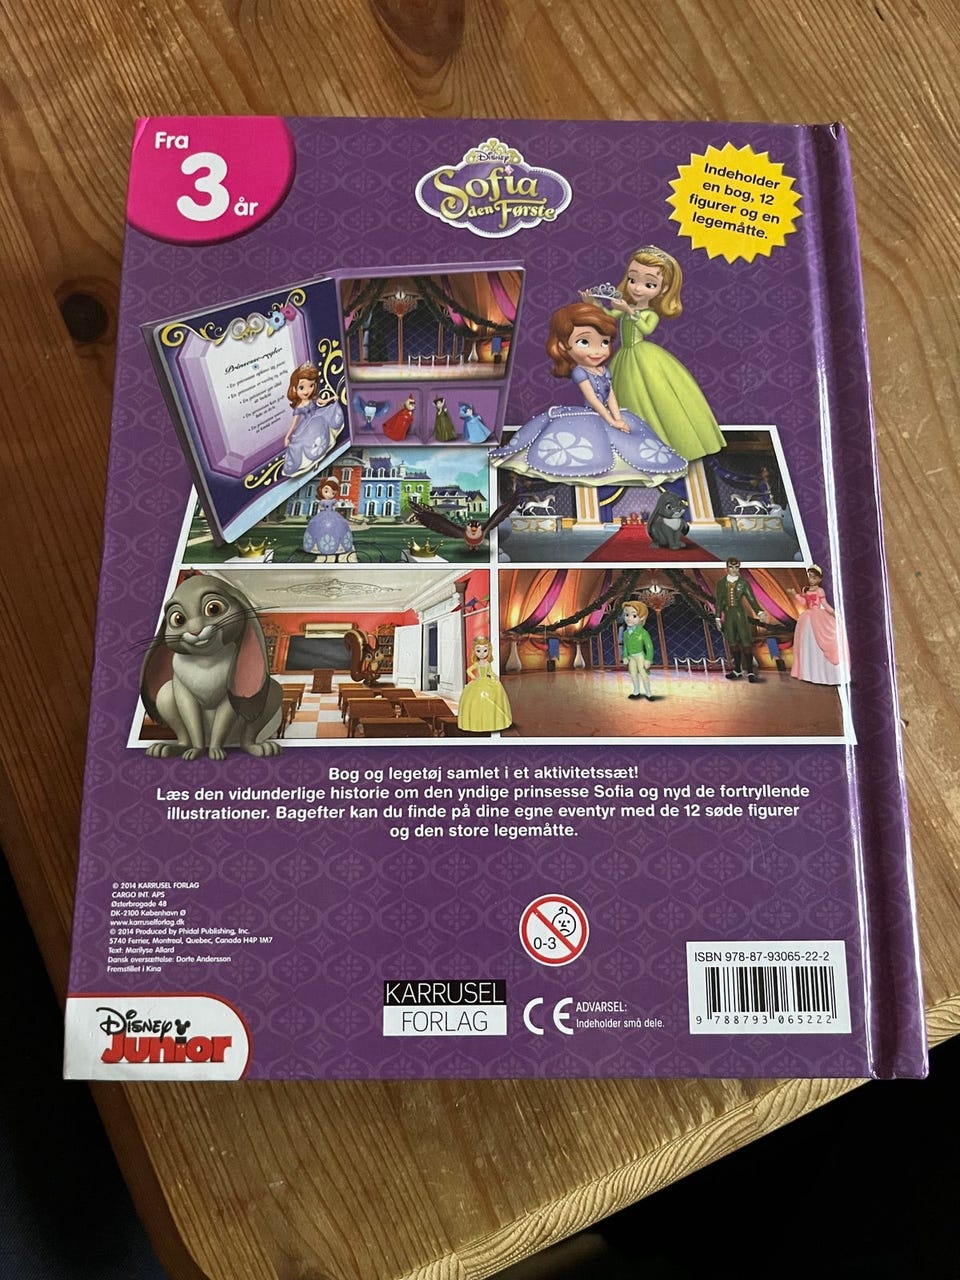 Fra
3
år
Disney
Sofia
den Første
Indeholder
en bog, 12
figurer og en
legemåtte.
Prinsesse-regler
Bog og legetøj samlet i et aktivitetssæt!
Læs den vidunderlige historie om den yndige prinsesse Sofia og nyd de fortryllende
illustrationer. Bagefter kan du finde på dine egne eventyr med de 12 søde figurer
og den store legemåtte.
© 2014 KARRUSEL FORLAG
CARGO INT. APS
Østerbrogade 48
DK-2100 København Ø
www.karruselforlag.dk
© 2014 Produced by Phidal Publishing, Inc.
5740 Ferrier, Montreal, Quebec, Canada H4P 1M7
Text: Marilyse Allard
Dansk oversættelse: Dorte Andersson
Fremstillet i Kina
Disney
Junior
0-3
KARRUSEL
FORLAG
CE
ADVARSEL:
Indeholder små dele.
ISBN 978-87-93065-22-2
9 788793 065222